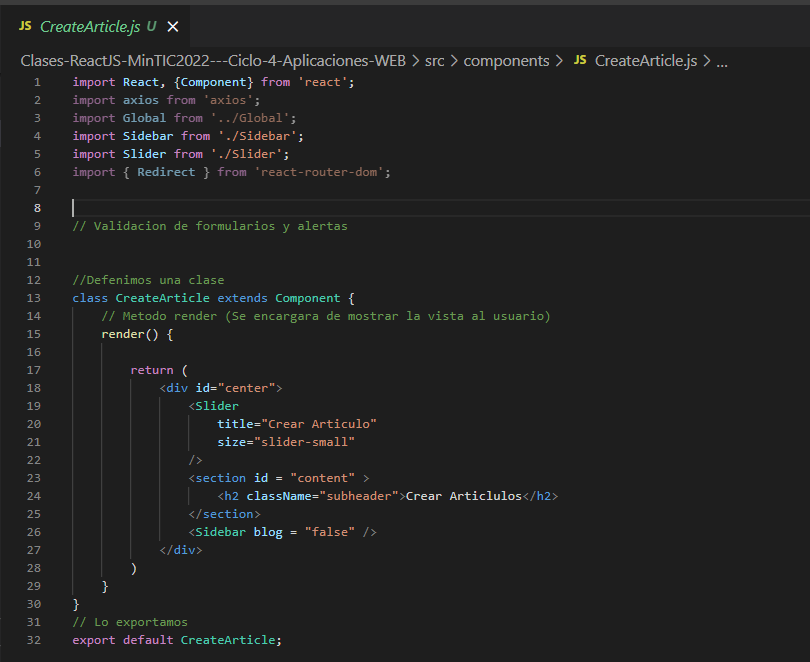 JS CreateArticle.js U ×
Clases-ReactJS-MinTIC2022---Ciclo-4-Aplicaciones-WEB > src > components > JS CreateArticle.js > ...
1 import React, {Component} from 'react';
2 import axios from 'axios';
3 import Global from '../Global';
4 import Sidebar from './Sidebar';
5 import Slider from './Slider';
6 import { Redirect } from 'react-router-dom';
7
8
9 // Validacion de formularios y alertas
10
11
12 //Defenimos una clase
13 class CreateArticle extends Component {
14 // Metodo render (Se encargara de mostrar la vista al usuario)
15 render() {
16
17 return (
18 <div id="center">
19 <Slider
20 title="Crear Articulo"
21 size="slider-small"
22 />
23 <section id = "content" >
24 <h2 className="subheader">Crear Articlulos</h2>
25 </section>
26 <Sidebar blog = "false" />
27 </div>
28 )
29 }
30 }
31 // Lo exportamos
32 export default CreateArticle;